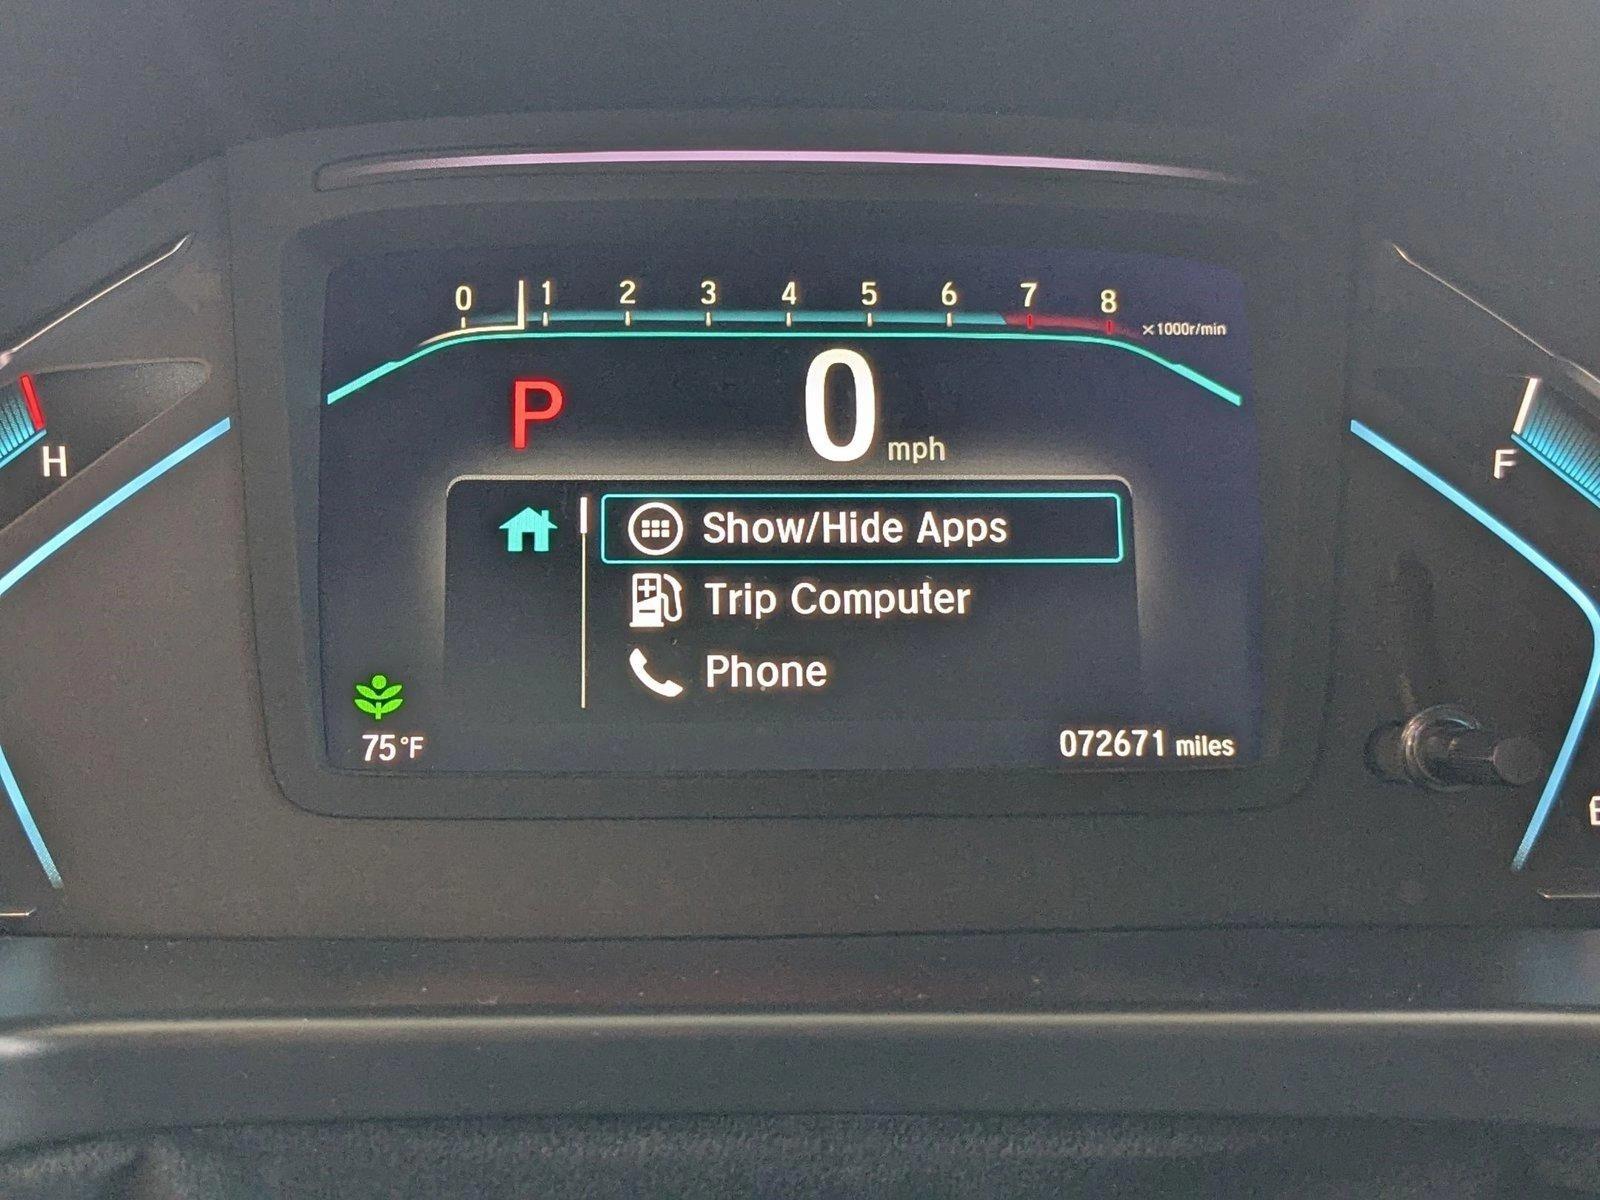 0 1 2 3 4 5 6 7 8
×1000r/min
P 0 mph
H
F
Show/Hide Apps
Trip Computer
Phone
75°F
072671 miles